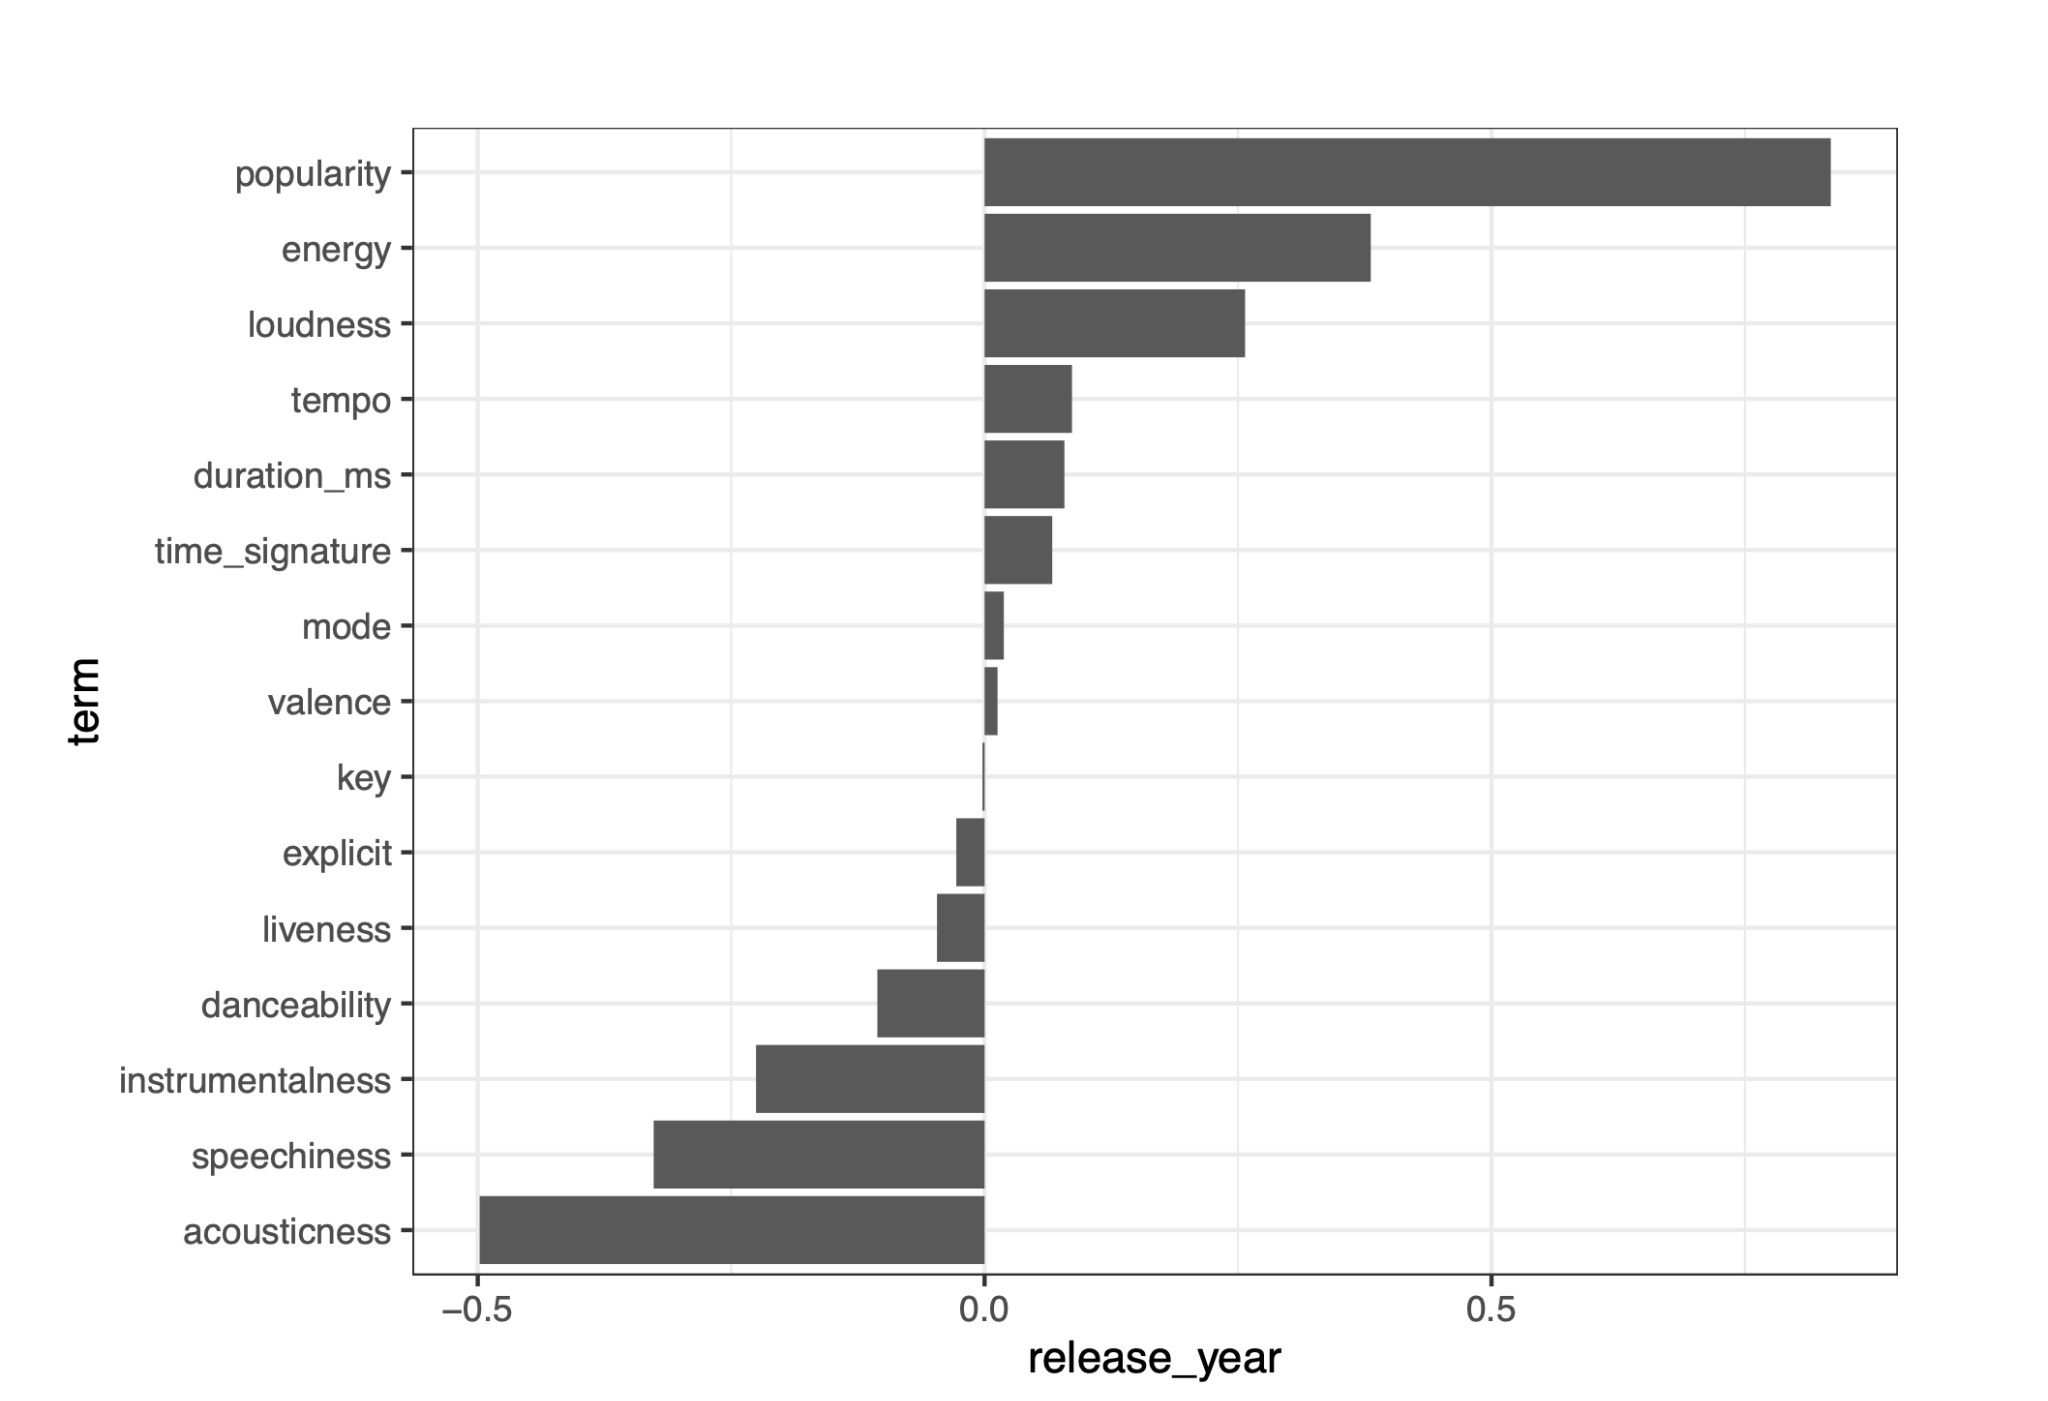 popularity
energy
loudness
tempo
duration_ms
time_signature
mode
valence
key
explicit
liveness
danceability
instrumentalness
speechiness
acousticness
term
−0.5 0.0 0.5
release_year